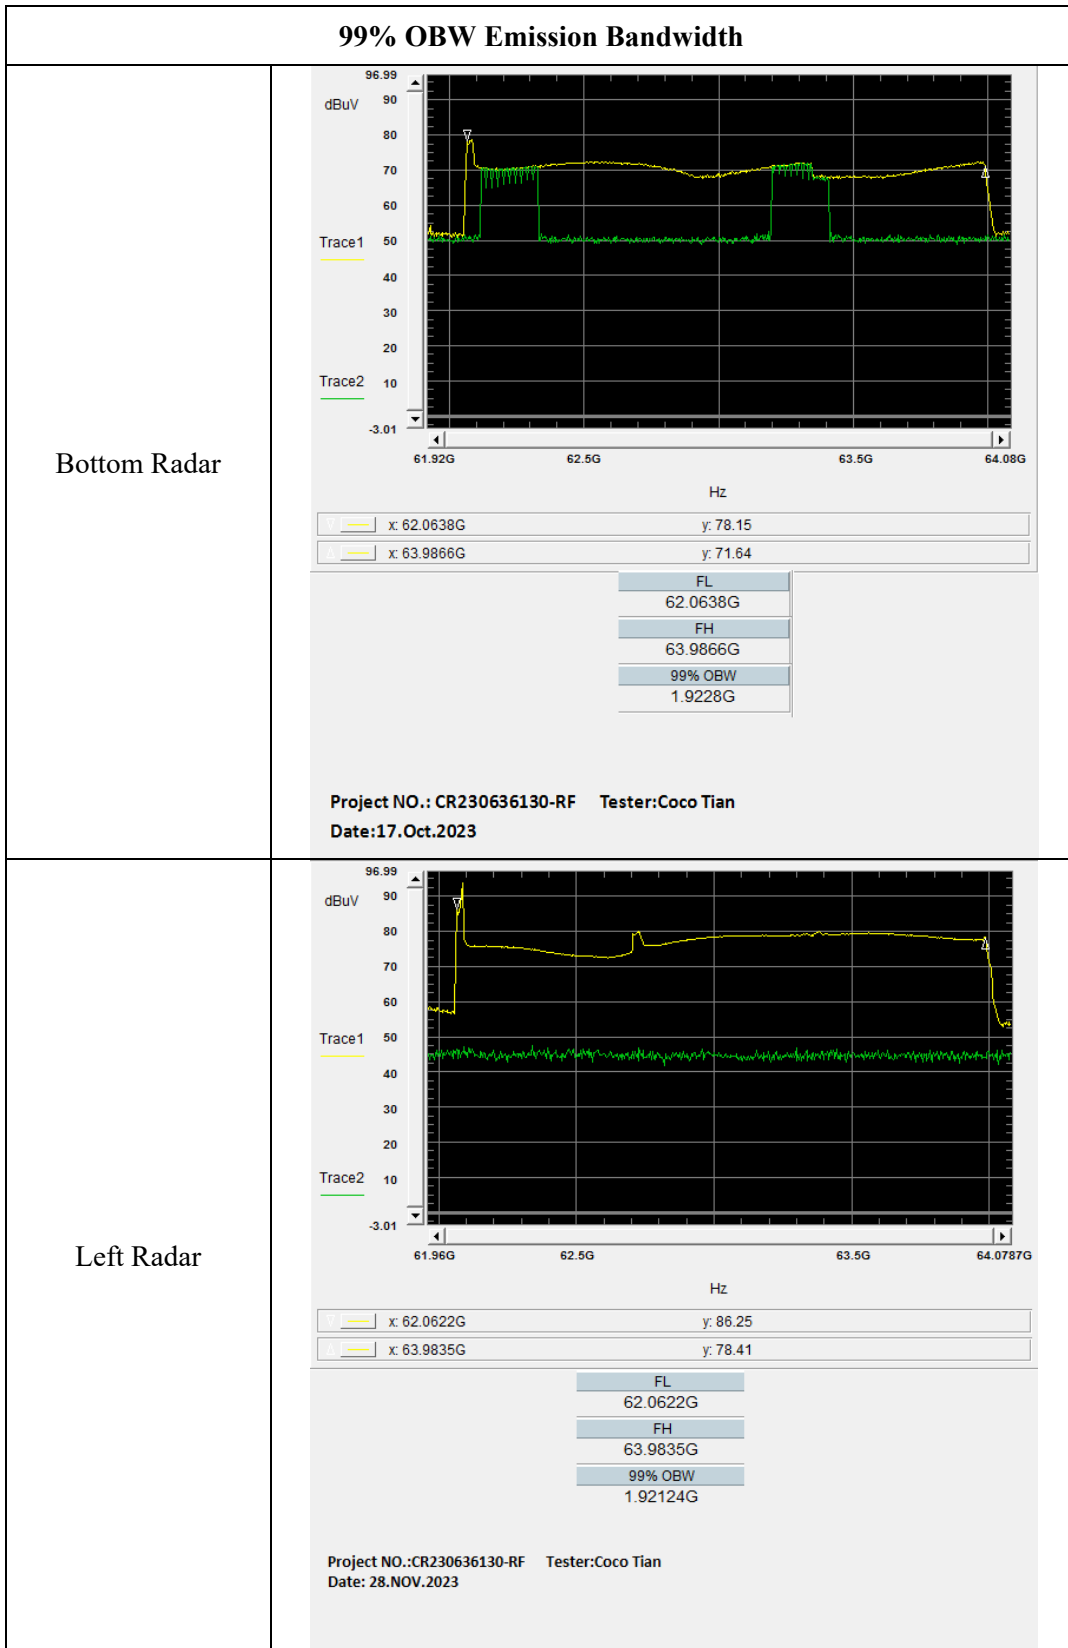 99% OBW Emission Bandwidth
Bottom Radar
96.99
dBuV
90
80
70
60
Trace1
50
40
30
20
Trace2
10
-3.01
61.92G
62.5G
63.5G
64.08G
Hz
x: 62.0638G
y: 78.15
x: 63.9866G
y: 71.64
FL
62.0638G
FH
63.9866G
99% OBW
1.9228G
Project NO.: CR230636130-RF Tester:Coco Tian
Date:17.Oct.2023
Left Radar
96.99
dBuV
90
80
70
60
Trace1
50
40
30
20
Trace2
10
-3.01
61.96G
62.5G
63.5G
64.0787G
Hz
x: 62.0622G
y: 86.25
x: 63.9835G
y: 78.41
FL
62.0622G
FH
63.9835G
99% OBW
1.92124G
Project NO.:CR230636130-RF Tester:Coco Tian
Date: 28.NOV.2023